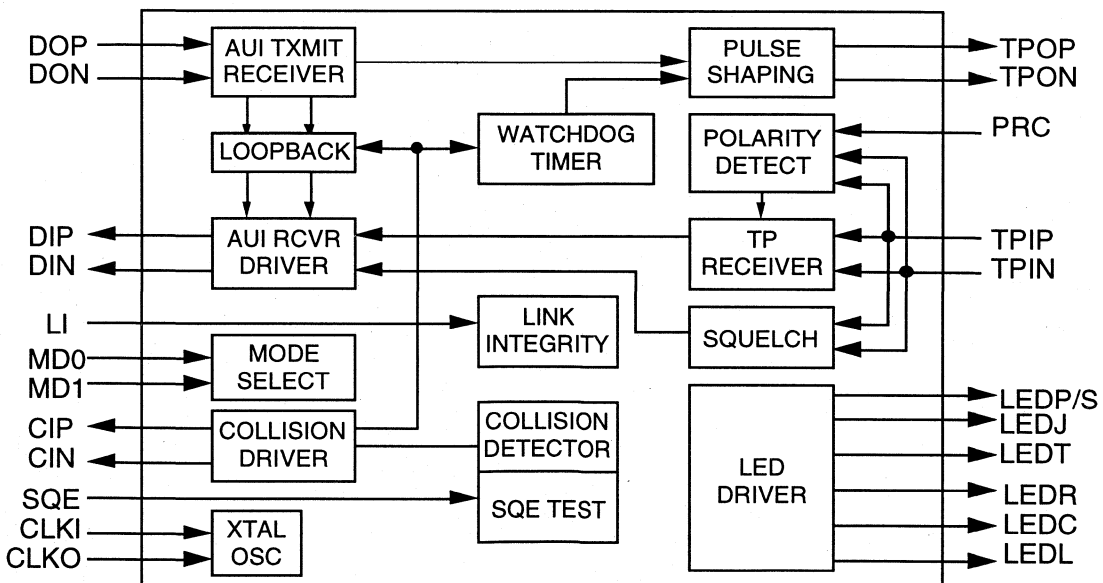 DOP
DON
AUI TXMIT
RECEIVER
PULSE
SHAPING
TPOP
TPON
LOOPBACK
WATCHDOG
TIMER
POLARITY
DETECT
PRC
DIP
DIN
AUI RCVR
DRIVER
TP
RECEIVER
TPIP
TPIN
LI
LINK
INTEGRITY
SQUELCH
MD0
MD1
MODE
SELECT
CIP
CIN
COLLISION
DRIVER
COLLISION
DETECTOR
LED
DRIVER
LEDP/S
LEDJ
LEDT
LEDR
LEDC
LEDL
SQE
SQE TEST
CLKI
CLKO
XTAL
OSC